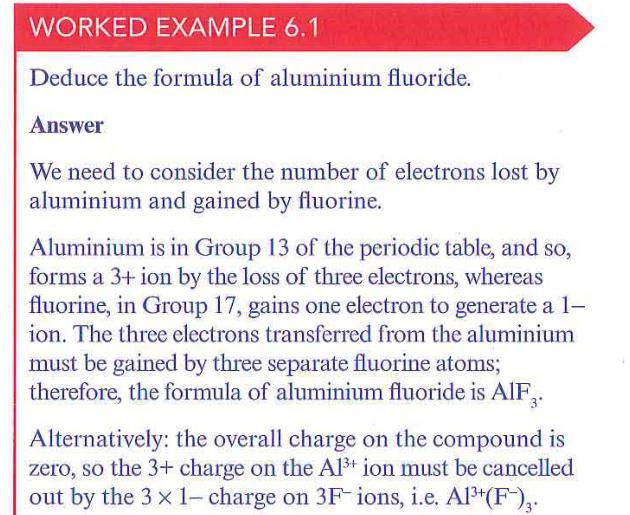 WORKED EXAMPLE 6.1
Deduce the formula of aluminium fluoride.
Answer
We need to consider the number of electrons lost by
aluminium and gained by fluorine.
Aluminium is in Group 13 of the periodic table, and so,
forms a 3+ ion by the loss of three electrons, whereas
fluorine, in Group 17, gains one electron to generate a 1–
ion. The three electrons transferred from the aluminium
must be gained by three separate fluorine atoms;
therefore, the formula of aluminium fluoride is AlF₃.
Alternatively: the overall charge on the compound is
zero, so the 3+ charge on the Al³⁺ ion must be cancelled
out by the 3 × 1– charge on 3F⁻ ions, i.e. Al³⁺(F⁻)₃.